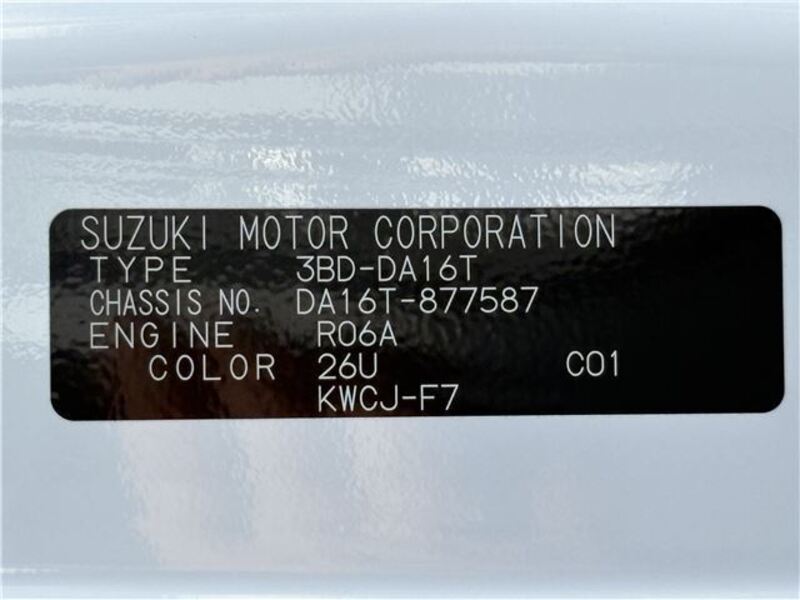 SUZUKI MOTOR CORPORATION
TYPE 3BD-DA16T
CHASSIS NO. DA16T-877587
ENGINE R06A
COLOR 26U C01
KWCJ-F7